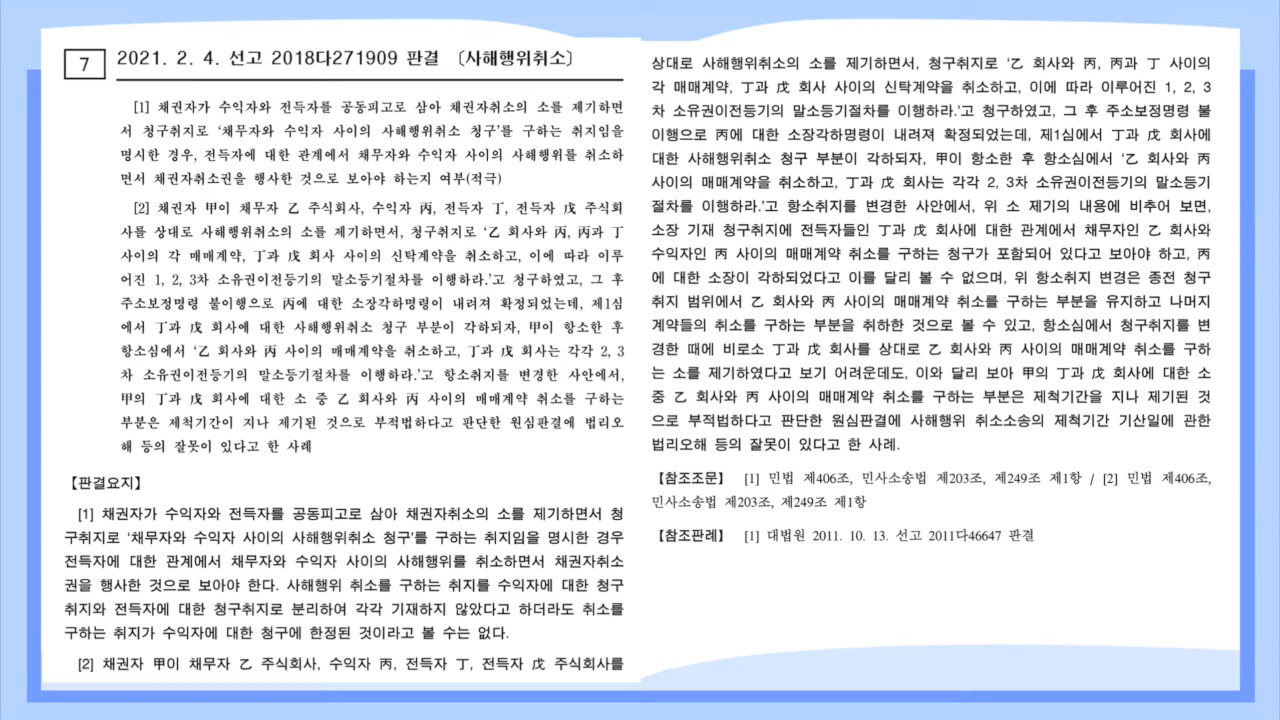 7
2021. 2. 4. 선고 2018다271909 판결 〔사해행위취소〕
[1] 채권자가 수익자와 전득자를 공동피고로 삼아 채권자취소의 소를 제기하면
서 청구취지로 ‘채무자와 수익자 사이의 사해행위취소 청구’를 구하는 취지임을
명시한 경우, 전득자에 대한 관계에서 채무자와 수익자 사이의 사해행위를 취소하
면서 채권자취소권을 행사한 것으로 보아야 하는지 여부(적극)
[2] 채권자 甲이 채무자 乙 주식회사, 수익자 丙, 전득자 丁, 전득자 戊 주식회
사를 상대로 사해행위취소의 소를 제기하면서, 청구취지로 ‘乙 회사와 丙, 丙과 丁
사이의 각 매매계약, 丁과 戊 회사 사이의 신탁계약을 취소하고, 이에 따라 이루
어진 1, 2, 3차 소유권이전등기의 말소등기절차를 이행하라.’고 청구하였고, 그 후
주소보정명령 불이행으로 丙에 대한 소장각하명령이 내려져 확정되었는데, 제1심
에서 丁과 戊 회사에 대한 사해행위취소 청구 부분이 각하되자, 甲이 항소한 후
항소심에서 ‘乙 회사와 丙 사이의 매매계약을 취소하고, 丁과 戊 회사는 각각 2, 3
차 소유권이전등기의 말소등기절차를 이행하라.’고 항소취지를 변경한 사안에서,
甲의 丁과 戊 회사에 대한 소 중 乙 회사와 丙 사이의 매매계약 취소를 구하는
부분은 제척기간이 지나 제기된 것으로 부적법하다고 판단한 원심판결에 법리오
해 등의 잘못이 있다고 한 사례
【판결요지】
[1] 채권자가 수익자와 전득자를 공동피고로 삼아 채권자취소의 소를 제기하면서 청
구취지로 ‘채무자와 수익자 사이의 사해행위취소 청구’를 구하는 취지임을 명시한 경우
전득자에 대한 관계에서 채무자와 수익자 사이의 사해행위를 취소하면서 채권자취소
권을 행사한 것으로 보아야 한다. 사해행위 취소를 구하는 취지를 수익자에 대한 청구
취지와 전득자에 대한 청구취지로 분리하여 각각 기재하지 않았다고 하더라도 취소를
구하는 취지가 수익자에 대한 청구에 한정된 것이라고 볼 수는 없다.
[2] 채권자 甲이 채무자 乙 주식회사, 수익자 丙, 전득자 丁, 전득자 戊 주식회사를
상대로 사해행위취소의 소를 제기하면서, 청구취지로 ‘乙 회사와 丙, 丙과 丁 사이의
각 매매계약, 丁과 戊 회사 사이의 신탁계약을 취소하고, 이에 따라 이루어진 1, 2, 3
차 소유권이전등기의 말소등기절차를 이행하라.’고 청구하였고, 그 후 주소보정명령 불
이행으로 丙에 대한 소장각하명령이 내려져 확정되었는데, 제1심에서 丁과 戊 회사에
대한 사해행위취소 청구 부분이 각하되자, 甲이 항소한 후 항소심에서 ‘乙 회사와 丙
사이의 매매계약을 취소하고, 丁과 戊 회사는 각각 2, 3차 소유권이전등기의 말소등기
절차를 이행하라.’고 항소취지를 변경한 사안에서, 위 소 제기의 내용에 비추어 보면,
소장 기재 청구취지에 전득자들인 丁과 戊 회사에 대한 관계에서 채무자인 乙 회사와
수익자인 丙 사이의 매매계약 취소를 구하는 청구가 포함되어 있다고 보아야 하고, 丙
에 대한 소장이 각하되었다고 이를 달리 볼 수 없으며, 위 항소취지 변경은 종전 청구
취지 범위에서 乙 회사와 丙 사이의 매매계약 취소를 구하는 부분을 유지하고 나머지
계약들의 취소를 구하는 부분을 취하한 것으로 볼 수 있고, 항소심에서 청구취지를 변
경한 때에 비로소 丁과 戊 회사를 상대로 乙 회사와 丙 사이의 매매계약 취소를 구하
는 소를 제기하였다고 보기 어려운데도, 이와 달리 보아 甲의 丁과 戊 회사에 대한 소
중 乙 회사와 丙 사이의 매매계약 취소를 구하는 부분은 제척기간을 지나 제기된 것
으로 부적법하다고 판단한 원심판결에 사해행위 취소소송의 제척기간 기산일에 관한
법리오해 등의 잘못이 있다고 한 사례.
【참조조문】 [1] 민법 제406조, 민사소송법 제203조, 제249조 제1항 / [2] 민법 제406조,
민사소송법 제203조, 제249조 제1항
【참조판례】 [1] 대법원 2011. 10. 13. 선고 2011다46647 판결